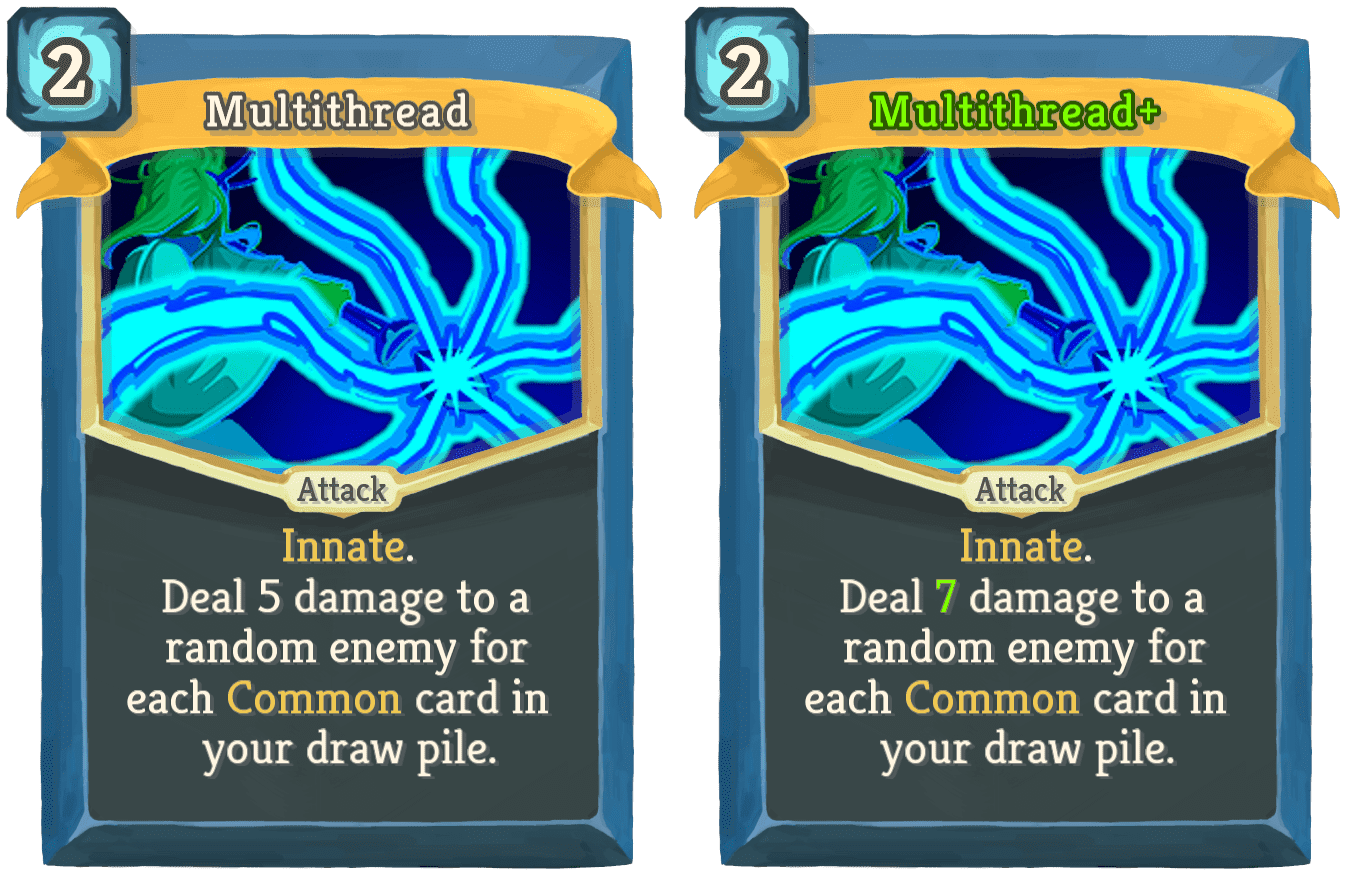 2
Multithread
Attack
Innate.
Deal 5 damage to a
random enemy for
each Common card in
your draw pile.
2
Multithread+
Attack
Innate.
Deal 7 damage to a
random enemy for
each Common card in
your draw pile.